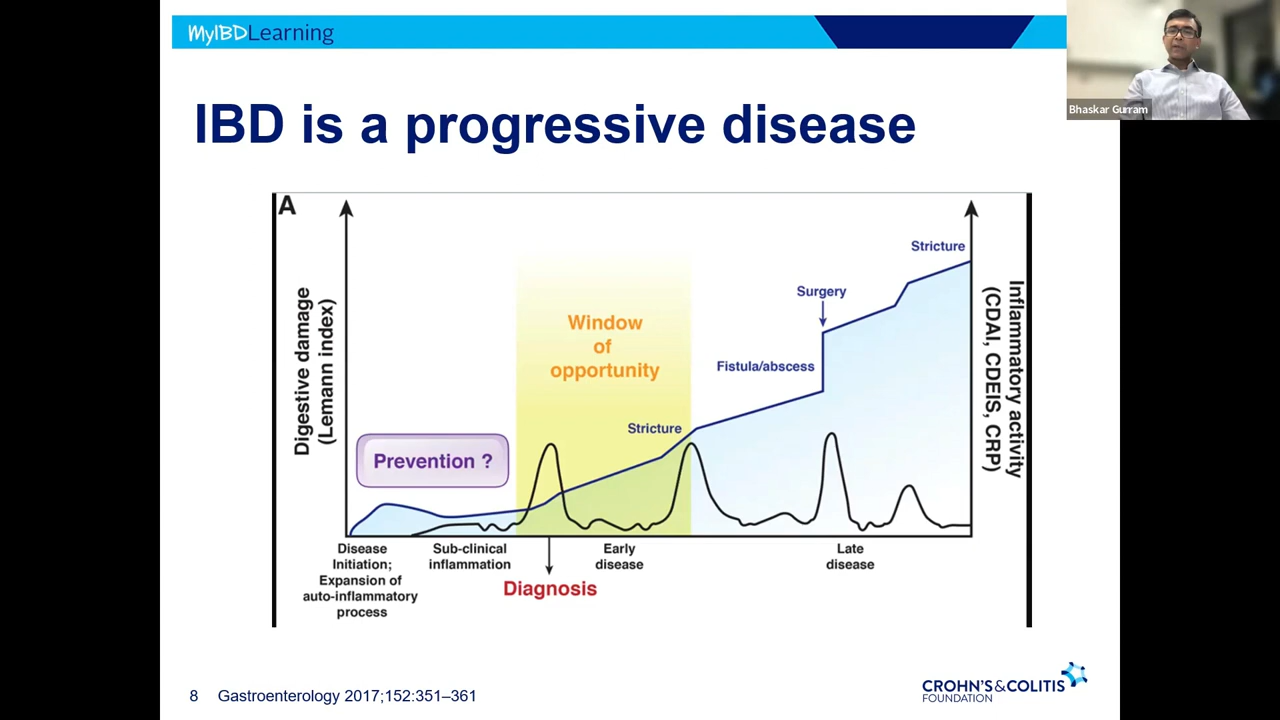 MyIBDLearning
Bhaskar Gurram
IBD is a progressive disease
A
Digestive damage
(Lemann index)
Prevention ?
Window
of
opportunity
Stricture
Fistula/abscess
Surgery
Stricture
Inflammatory activity
(CDAI, CDEIS, CRP)
Disease
Initiation;
Expansion of
auto-inflammatory
process
Sub-clinical
inflammation
Diagnosis
Early
disease
Late
disease
8 Gastroenterology 2017;152:351–361
CROHN'S&COLITIS
FOUNDATION